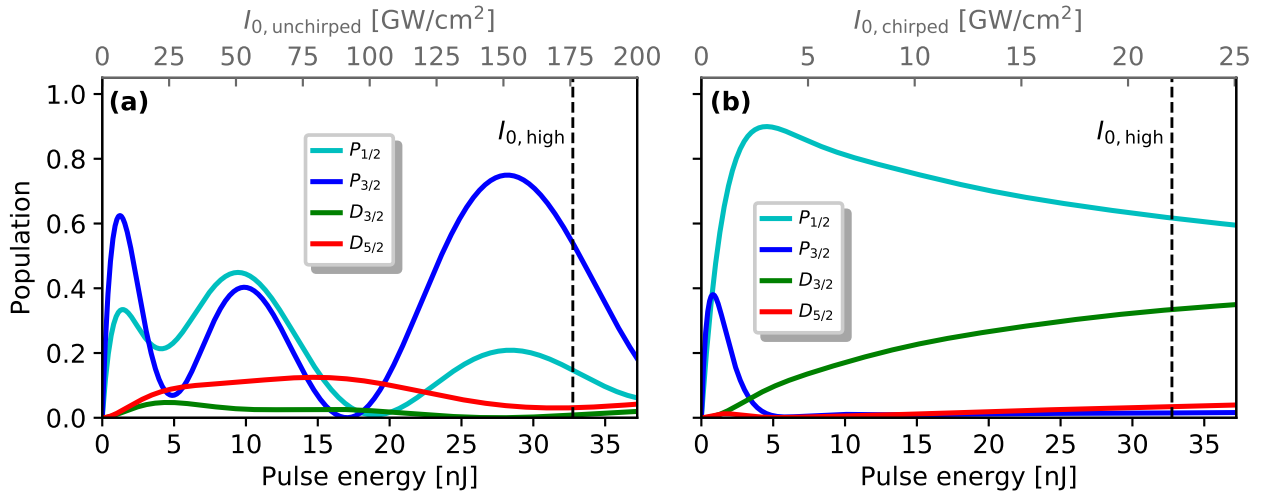 I0, unchirped [GW/cm²]
0 25 50 75 100 125 150 175 200
(a)
I0, high
P1/2
P3/2
D3/2
D5/2
Population
1.0
0.8
0.6
0.4
0.2
0.0
0 5 10 15 20 25 30 35
Pulse energy [nJ]
I0, chirped [GW/cm²]
0 5 10 15 20 25
(b)
I0, high
P1/2
P3/2
D3/2
D5/2
0 5 10 15 20 25 30 35
Pulse energy [nJ]